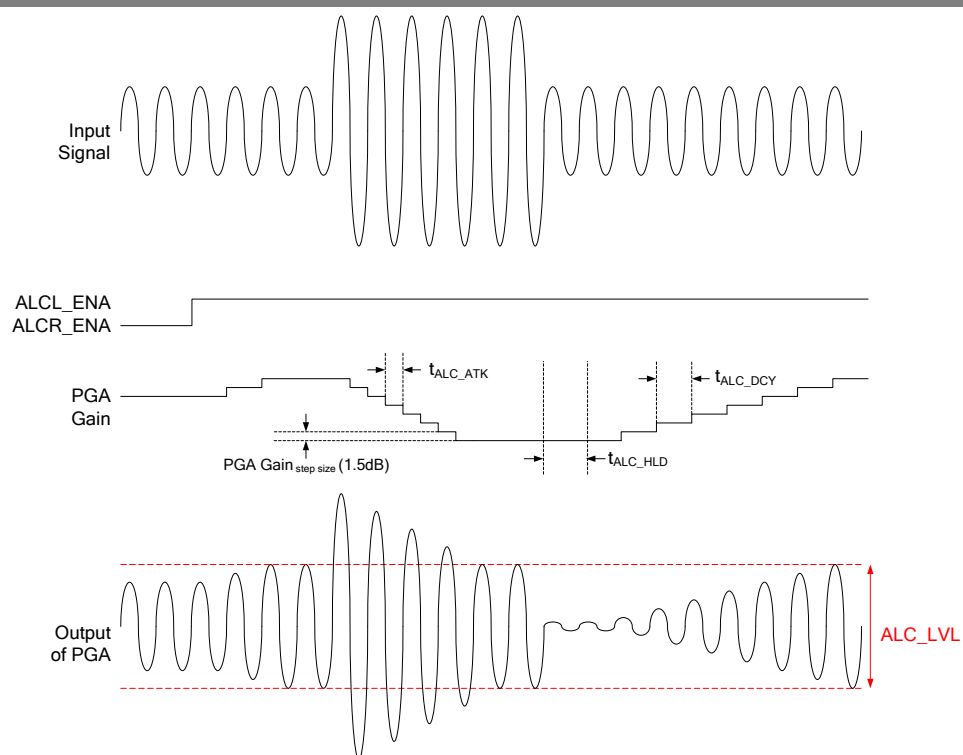 Input
Signal
ALCL_ENA
ALCR_ENA
PGA
Gain
tALC_ATK
tALC_DCY
PGA Gain step size (1.5dB)
tALC_HLD
Output
of PGA
ALC_LVL